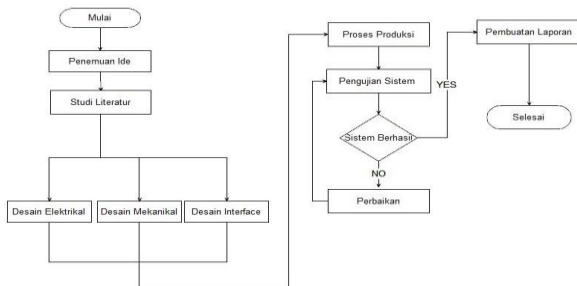 Mulai
Penemuan Ide
Studi Literatur
Desain Elektrikal
Desain Mekanikal
Desain Interface
Proses Produksi
Pengujian Sistem
Sistem Berhasil
YES
NO
Perbaikan
Pembuatan Laporan
Selesai